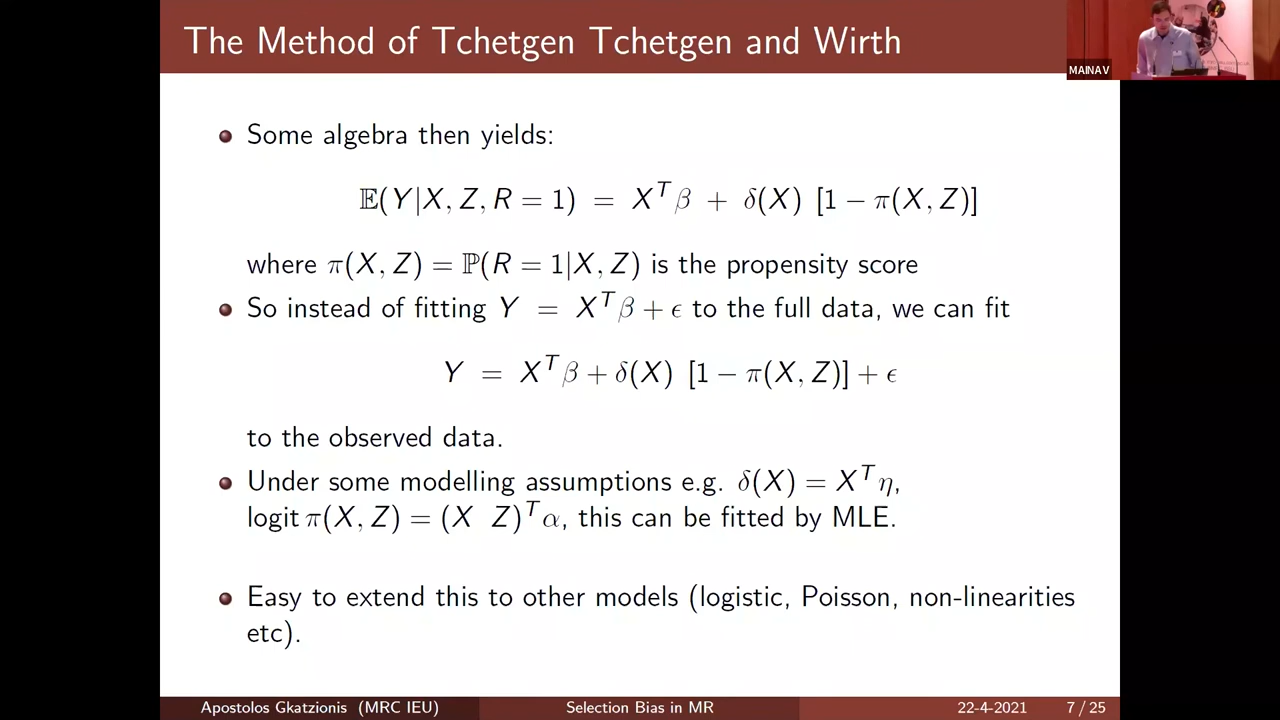 The Method of Tchetgen Tchetgen and Wirth
MAINAV
Some algebra then yields:
𝔼(Y|X, Z, R = 1) = X^T β + δ(X) [1 − π(X, Z)]
where π(X, Z) = ℙ(R = 1|X, Z) is the propensity score
So instead of fitting Y = X^T β + ϵ to the full data, we can fit
Y = X^T β + δ(X) [1 − π(X, Z)] + ϵ
to the observed data.
Under some modelling assumptions e.g. δ(X) = X^T η,
logit π(X, Z) = (X Z)^T α, this can be fitted by MLE.
Easy to extend this to other models (logistic, Poisson, non-linearities
etc).
Apostolos Gkatzionis (MRC IEU) Selection Bias in MR 22-4-2021 7 / 25